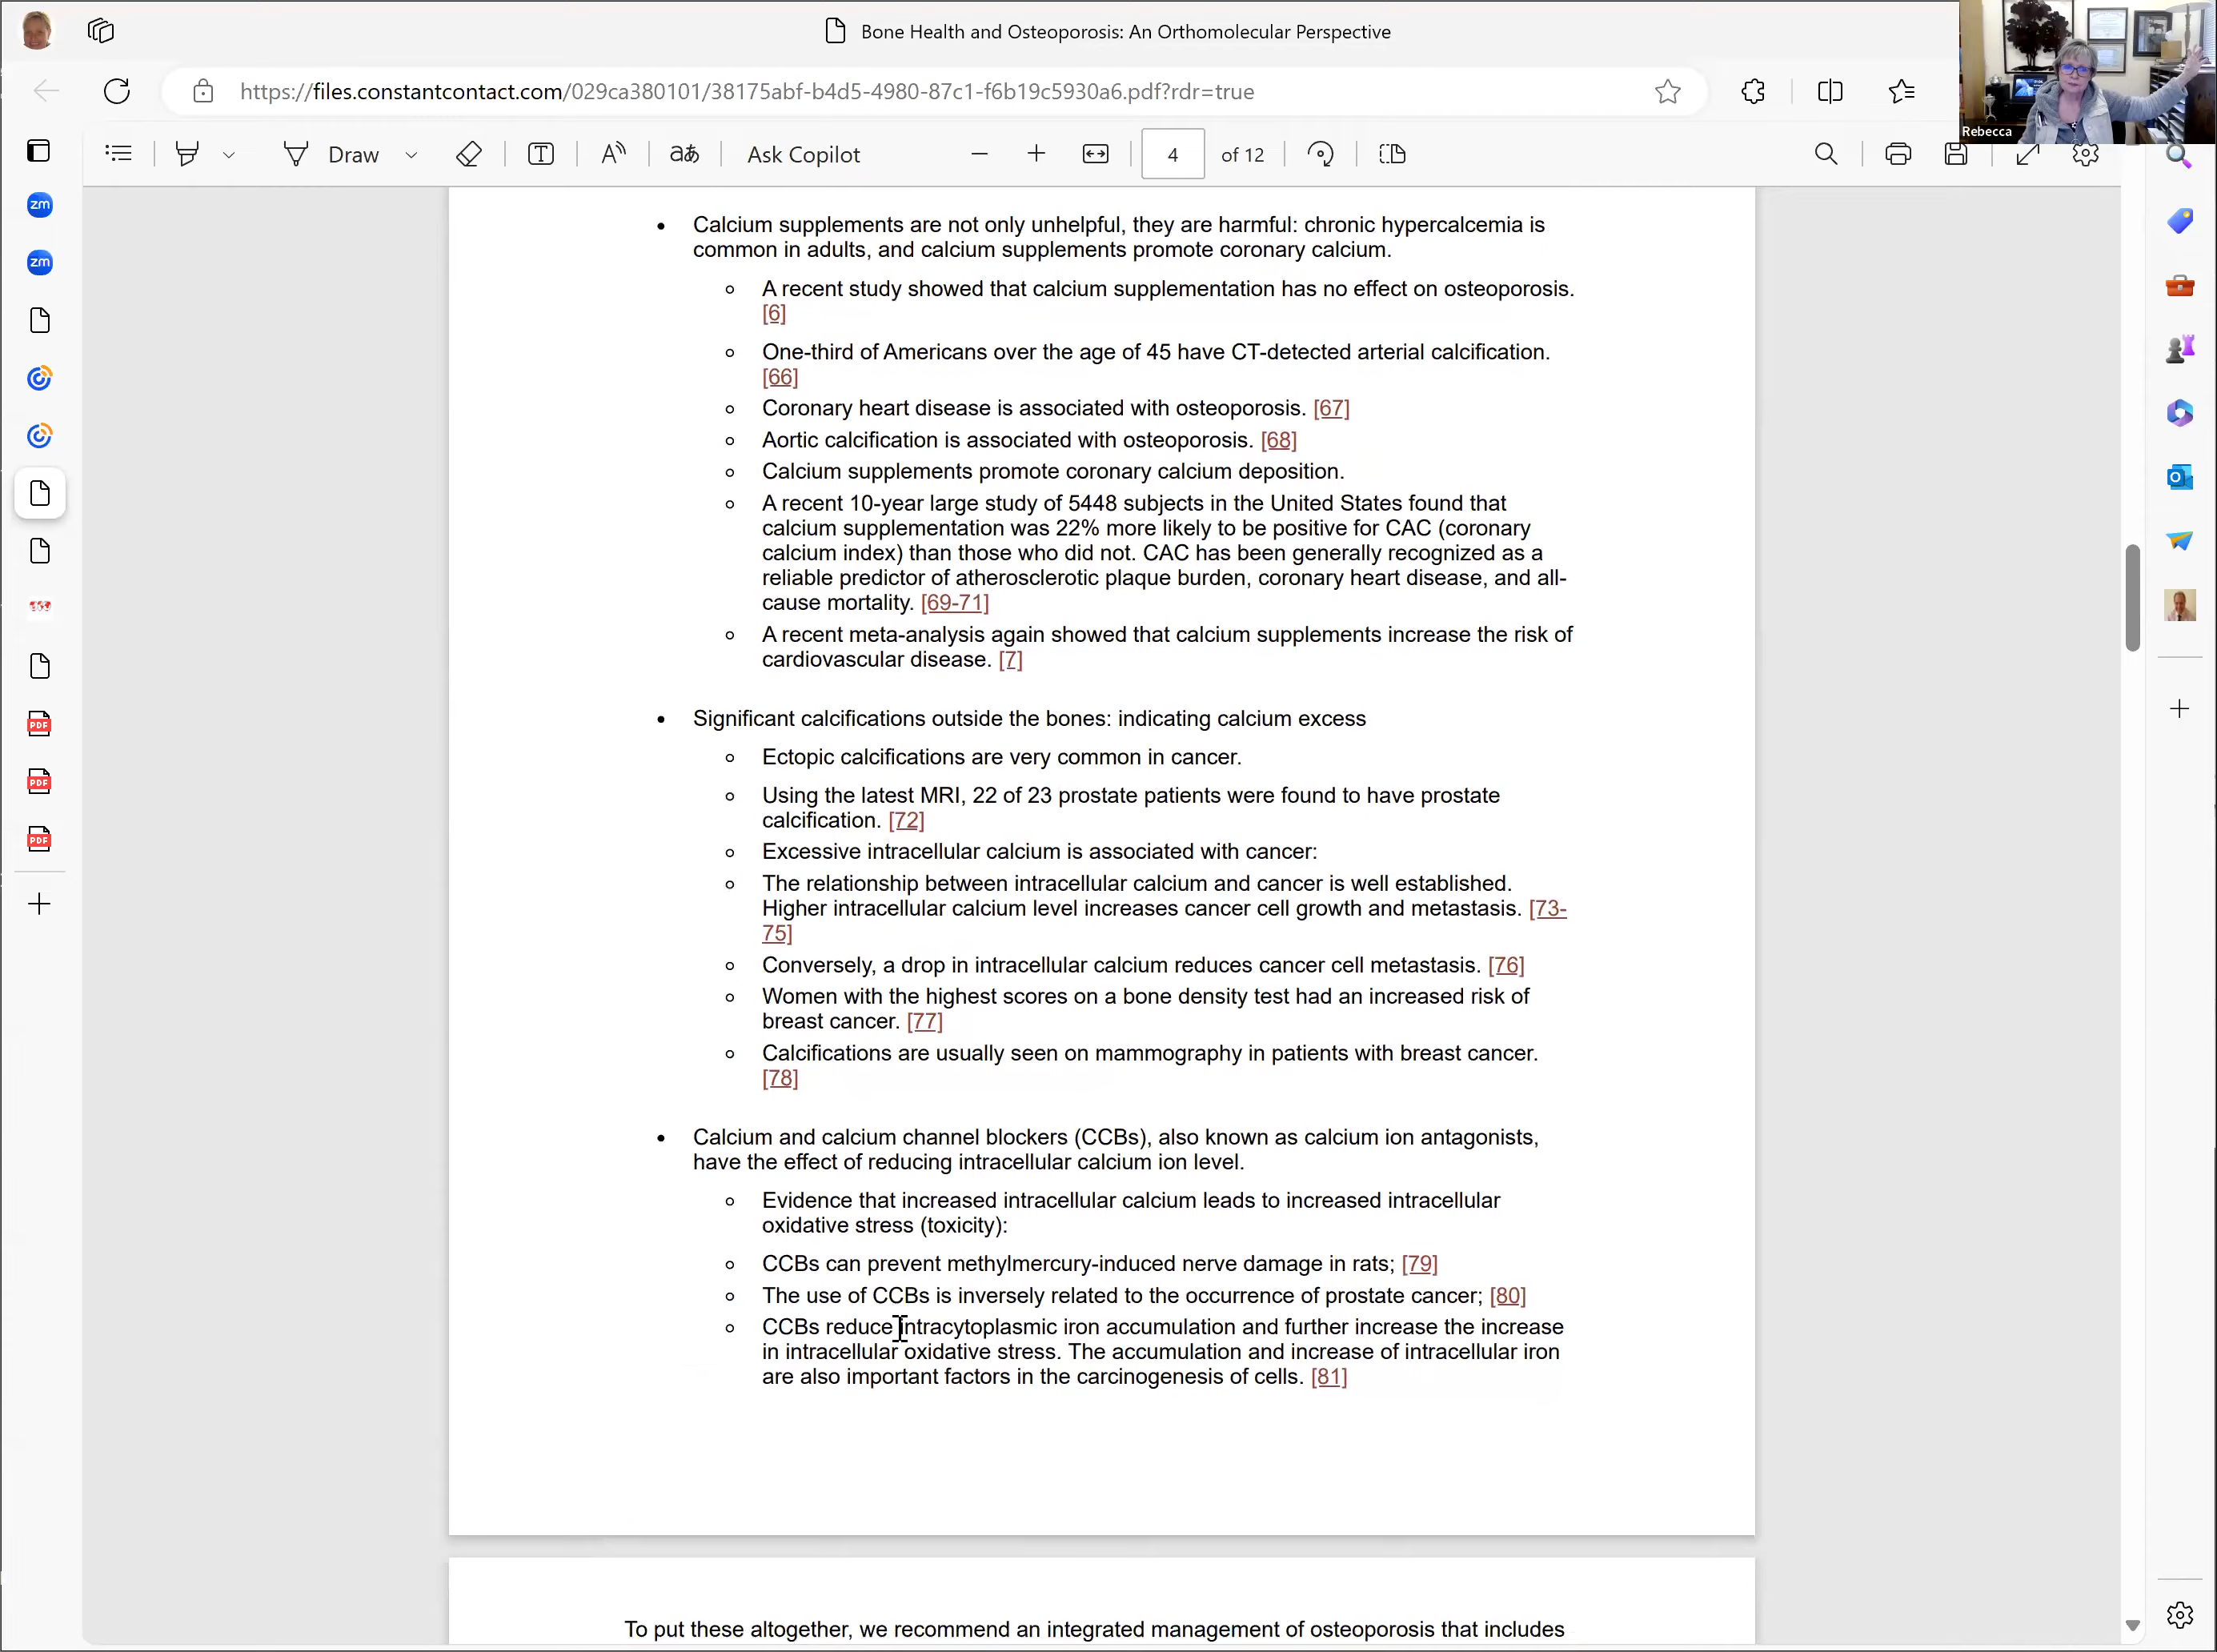 Bone Health and Osteoporosis: An Orthomolecular Perspective
https://files.constantcontact.com/029ca380101/38175abf-b4d5-4980-87c1-f6b19c5930a6.pdf?rdr=true
Rebecca
Draw
aあ
Ask Copilot
4 of 12
zm
zm
PDF
PDF
PDF
• Calcium supplements are not only unhelpful, they are harmful: chronic hypercalcemia is
common in adults, and calcium supplements promote coronary calcium.
o A recent study showed that calcium supplementation has no effect on osteoporosis.
[6]
o One-third of Americans over the age of 45 have CT-detected arterial calcification.
[66]
o Coronary heart disease is associated with osteoporosis. [67]
o Aortic calcification is associated with osteoporosis. [68]
o Calcium supplements promote coronary calcium deposition.
o A recent 10-year large study of 5448 subjects in the United States found that
calcium supplementation was 22% more likely to be positive for CAC (coronary
calcium index) than those who did not. CAC has been generally recognized as a
reliable predictor of atherosclerotic plaque burden, coronary heart disease, and all-
cause mortality. [69-71]
o A recent meta-analysis again showed that calcium supplements increase the risk of
cardiovascular disease. [7]
• Significant calcifications outside the bones: indicating calcium excess
o Ectopic calcifications are very common in cancer.
o Using the latest MRI, 22 of 23 prostate patients were found to have prostate
calcification. [72]
o Excessive intracellular calcium is associated with cancer:
o The relationship between intracellular calcium and cancer is well established.
Higher intracellular calcium level increases cancer cell growth and metastasis. [73-
75]
o Conversely, a drop in intracellular calcium reduces cancer cell metastasis. [76]
o Women with the highest scores on a bone density test had an increased risk of
breast cancer. [77]
o Calcifications are usually seen on mammography in patients with breast cancer.
[78]
• Calcium and calcium channel blockers (CCBs), also known as calcium ion antagonists,
have the effect of reducing intracellular calcium ion level.
o Evidence that increased intracellular calcium leads to increased intracellular
oxidative stress (toxicity):
o CCBs can prevent methylmercury-induced nerve damage in rats; [79]
o The use of CCBs is inversely related to the occurrence of prostate cancer; [80]
o CCBs reduce intracytoplasmic iron accumulation and further increase the increase
in intracellular oxidative stress. The accumulation and increase of intracellular iron
are also important factors in the carcinogenesis of cells. [81]
To put these altogether, we recommend an integrated management of osteoporosis that includes